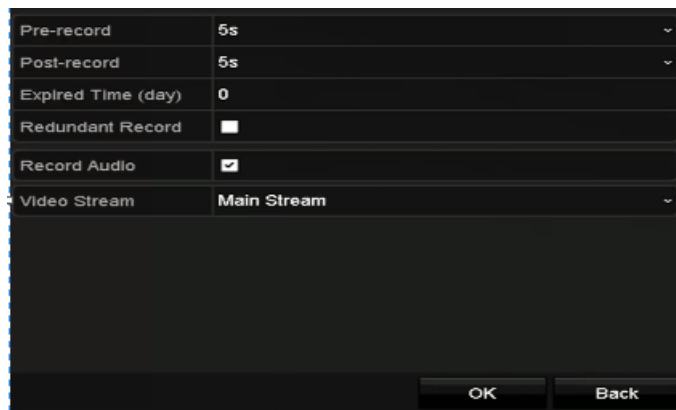 Pre-record 5s
Post-record 5s
Expired Time (day) 0
Redundant Record
Record Audio
Video Stream Main Stream
OK Back